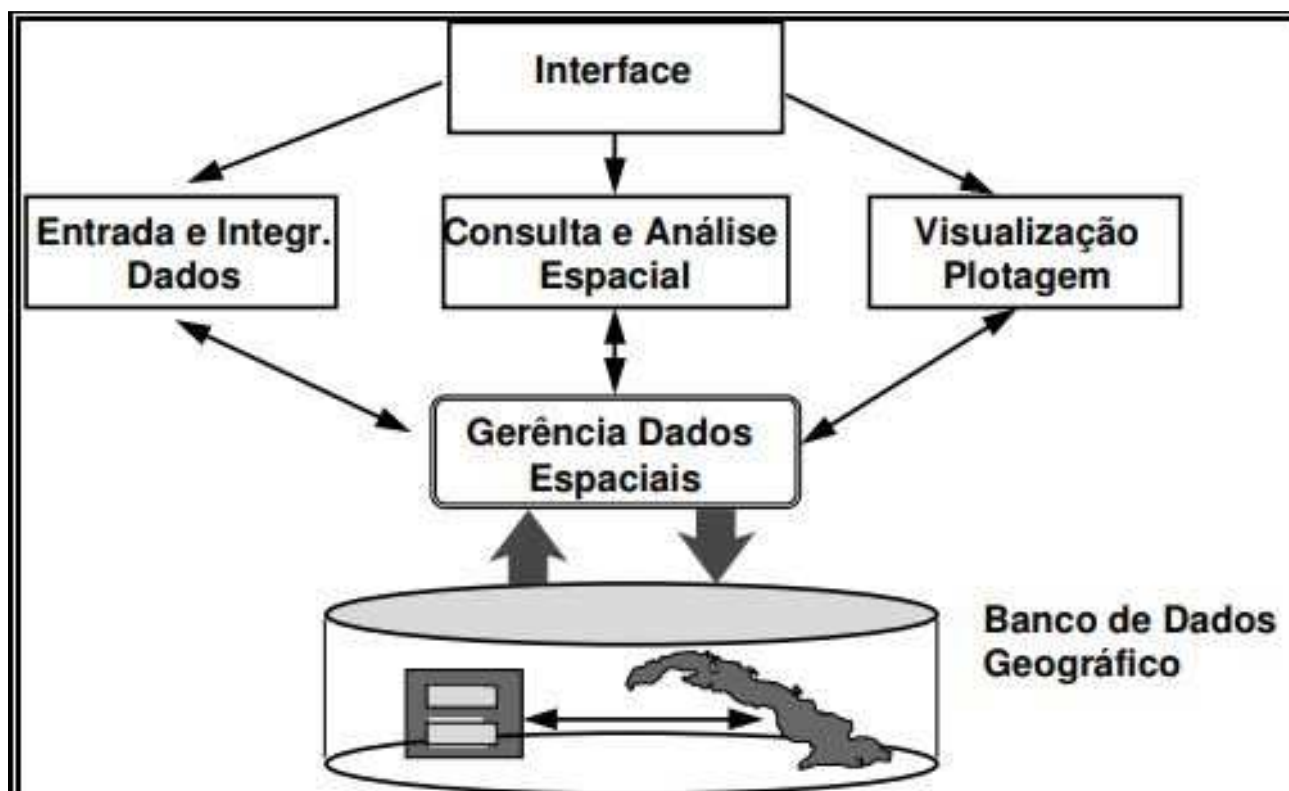 Interface
Entrada e Integr.
Dados
Consulta e Análise
Espacial
Visualização
Plotagem
Gerência Dados
Espaciais
Banco de Dados
Geográfico